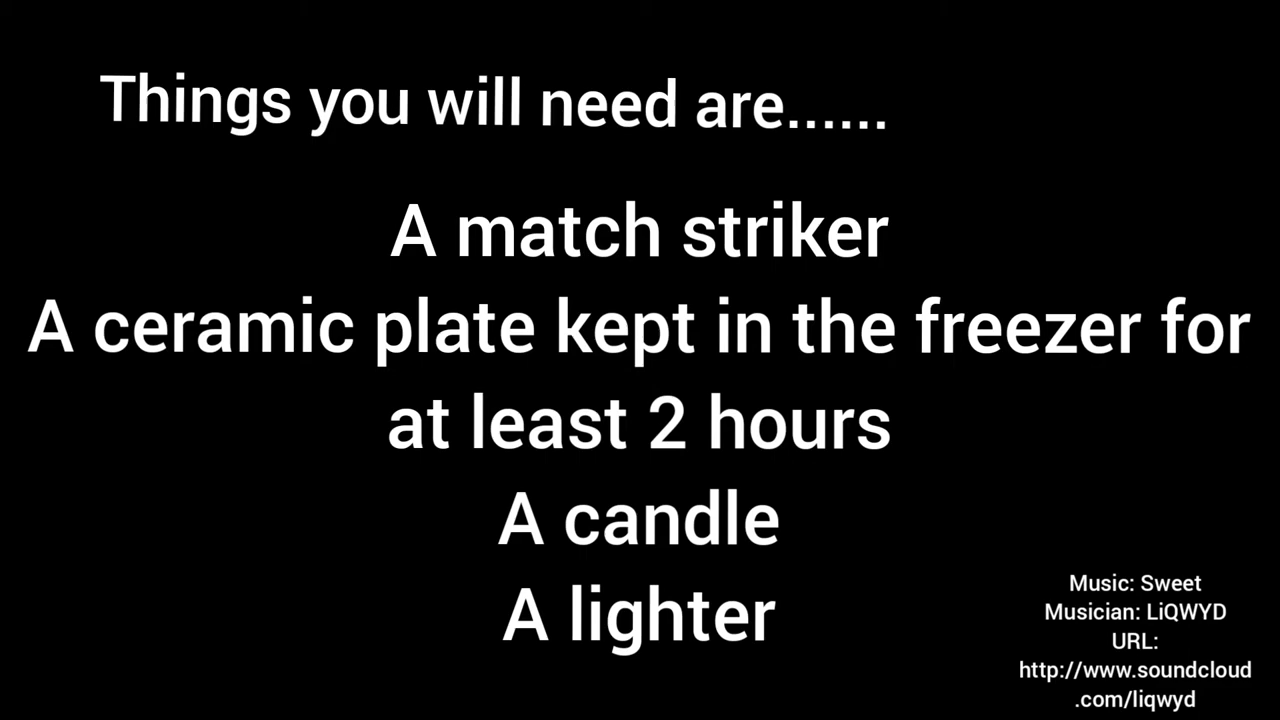 Things you will need are......
A match striker
A ceramic plate kept in the freezer for
at least 2 hours
A candle
A lighter
Music: Sweet
Musician: LiQWYD
URL:
http://www.soundcloud
.com/liqwyd